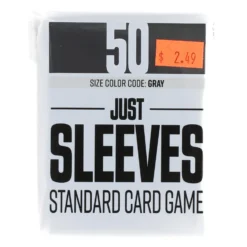 50
$ 2.49
SIZE COLOR CODE: GRAY
JUST
SLEEVES
STANDARD CARD GAME